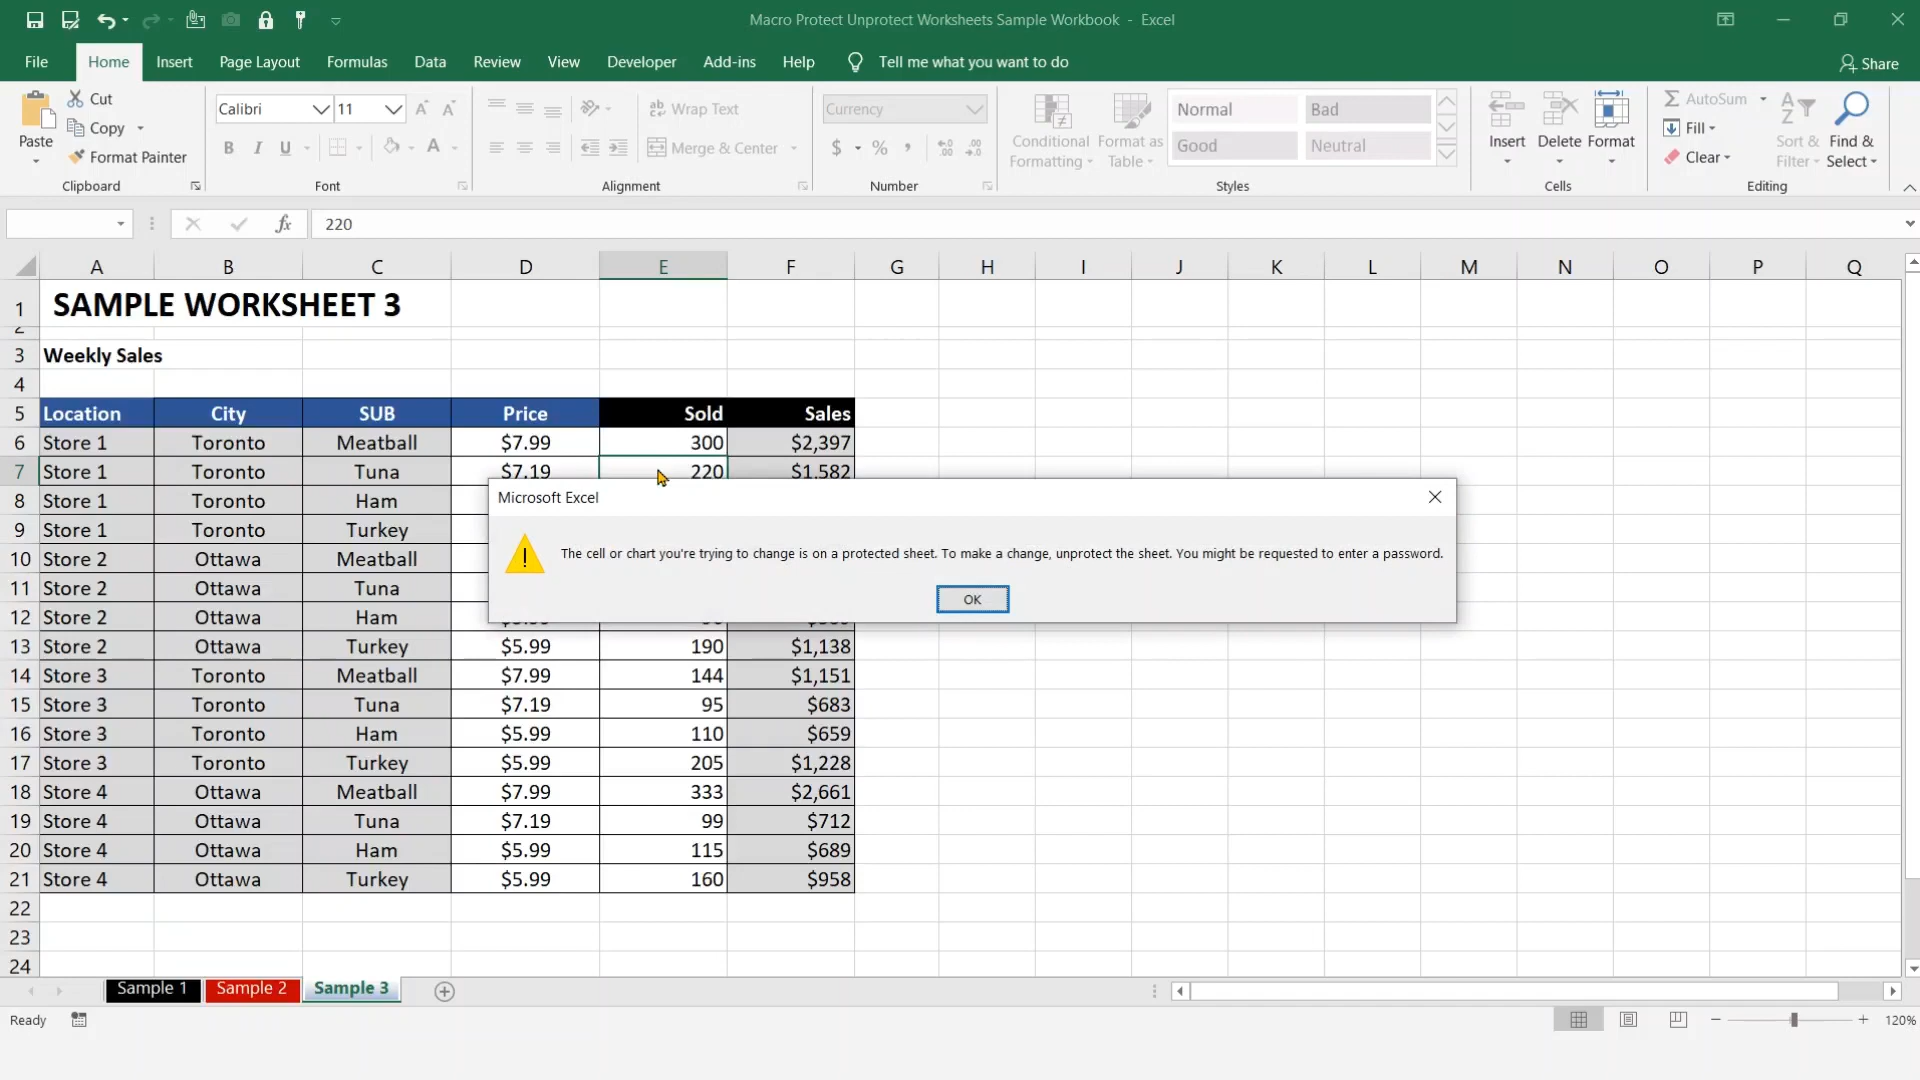 Macro Protect Unprotect Worksheets Sample Workbook - Excel
File Home Insert Page Layout Formulas Data Review View Developer Add-ins Help Tell me what you want to do Share
Paste
Cut
Copy
Format Painter
Clipboard
Calibri 11
B I U A
Font
Wrap Text
Merge & Center
Alignment
Currency
$ % ,
Number
Conditional Formatting
Format as Table
Normal Bad
Good Neutral
Styles
Insert Delete Format
Cells
AutoSum
Fill
Clear
Sort & Filter
Find & Select
Editing
fx 220
A B C D E F G H I J K L M N O P Q
1 SAMPLE WORKSHEET 3
2
3 Weekly Sales
4
5 Location City SUB Price Sold Sales
6 Store 1 Toronto Meatball $7.99 300 $2,397
7 Store 1 Toronto Tuna $7.19 220 $1,582
8 Store 1 Toronto Ham
9 Store 1 Toronto Turkey
10 Store 2 Ottawa Meatball
11 Store 2 Ottawa Tuna
12 Store 2 Ottawa Ham
13 Store 2 Ottawa Turkey $5.99 190 $1,138
14 Store 3 Toronto Meatball $7.99 144 $1,151
15 Store 3 Toronto Tuna $7.19 95 $683
16 Store 3 Toronto Ham $5.99 110 $659
17 Store 3 Toronto Turkey $5.99 205 $1,228
18 Store 4 Ottawa Meatball $7.99 333 $2,661
19 Store 4 Ottawa Tuna $7.19 99 $712
20 Store 4 Ottawa Ham $5.99 115 $689
21 Store 4 Ottawa Turkey $5.99 160 $958
22
23
24
Microsoft Excel
The cell or chart you're trying to change is on a protected sheet. To make a change, unprotect the sheet. You might be requested to enter a password.
OK
Sample 1 Sample 2 Sample 3
Ready
120%